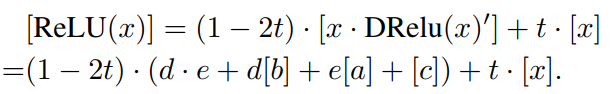 [ReLU(x)] = (1 − 2t) · [x · DRelu(x)′] + t · [x]
=(1 − 2t) · (d · e + d[b] + e[a] + [c]) + t · [x].